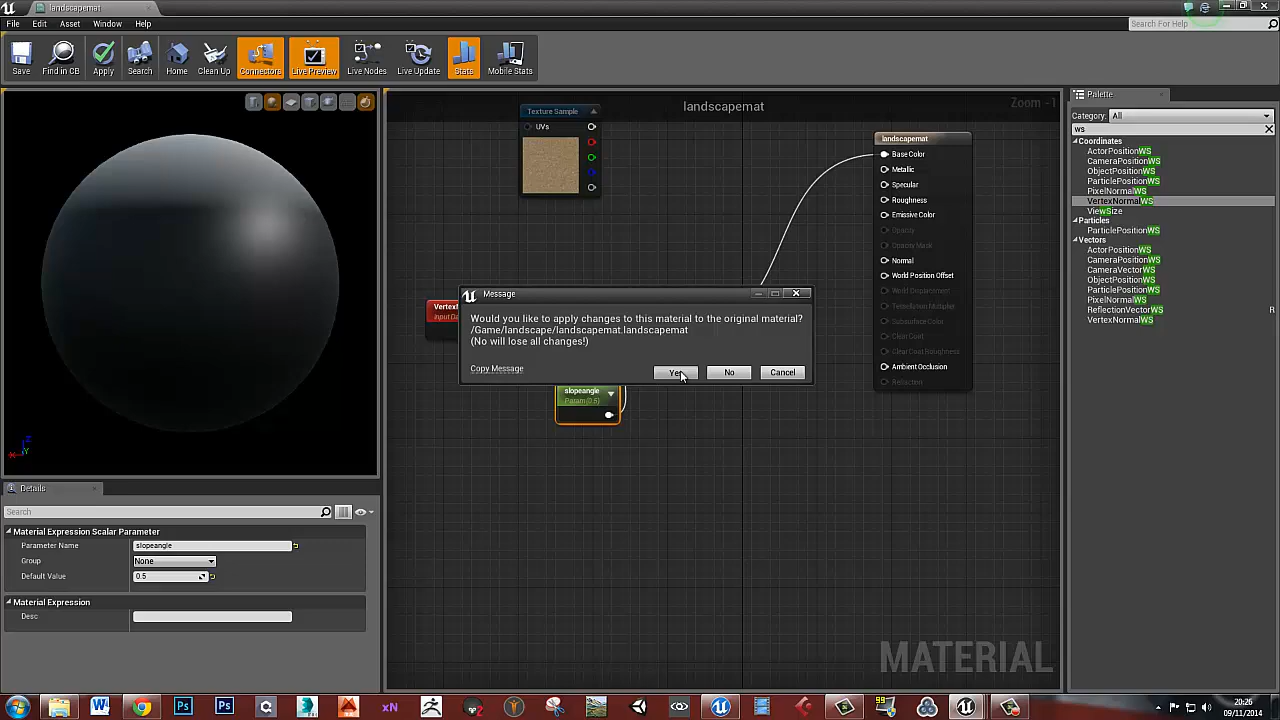 landscapemat
File Edit Asset Window Help
Search For Help
Save Find in CB Apply Search Home Clean Up Connectors Live Preview Live Nodes Live Update Stats Mobile Stats
landscapemat
Zoom -1
Texture Sample
UVs
landscapemat
Base Color
Metallic
Specular
Roughness
Emissive Color
Opacity
Opacity Mask
Normal
World Position Offset
World Displacement
Tessellation Multiplier
Subsurface Color
Clear Coat
Clear Coat Roughness
Ambient Occlusion
Refraction
Message
Would you like to apply changes to this material to the original material?
/Game/landscape/landscapemat.landscapemat
(No will lose all changes!)
Copy Message
Yes No Cancel
slopeangle
Param (0.5)
MATERIAL
Palette
Category: All
ws
Coordinates
ActorPositionWS
CameraPositionWS
ObjectPositionWS
ParticlePositionWS
PixelNormalWS
VertexNormalWS
ViewSize
Particles
ParticlePositionWS
Vectors
ActorPositionWS
CameraPositionWS
CameraVectorWS
ObjectPositionWS
ParticlePositionWS
PixelNormalWS
ReflectionVectorWS
VertexNormalWS
Details
Search
Material Expression Scalar Parameter
Parameter Name slopeangle
Group None
Default Value 0.5
Material Expression
Desc
20:26
09/11/2014